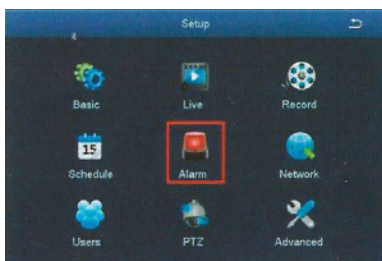 Setup
Basic
Live
Record
15
Schedule
Alarm
Network
Users
PTZ
Advanced